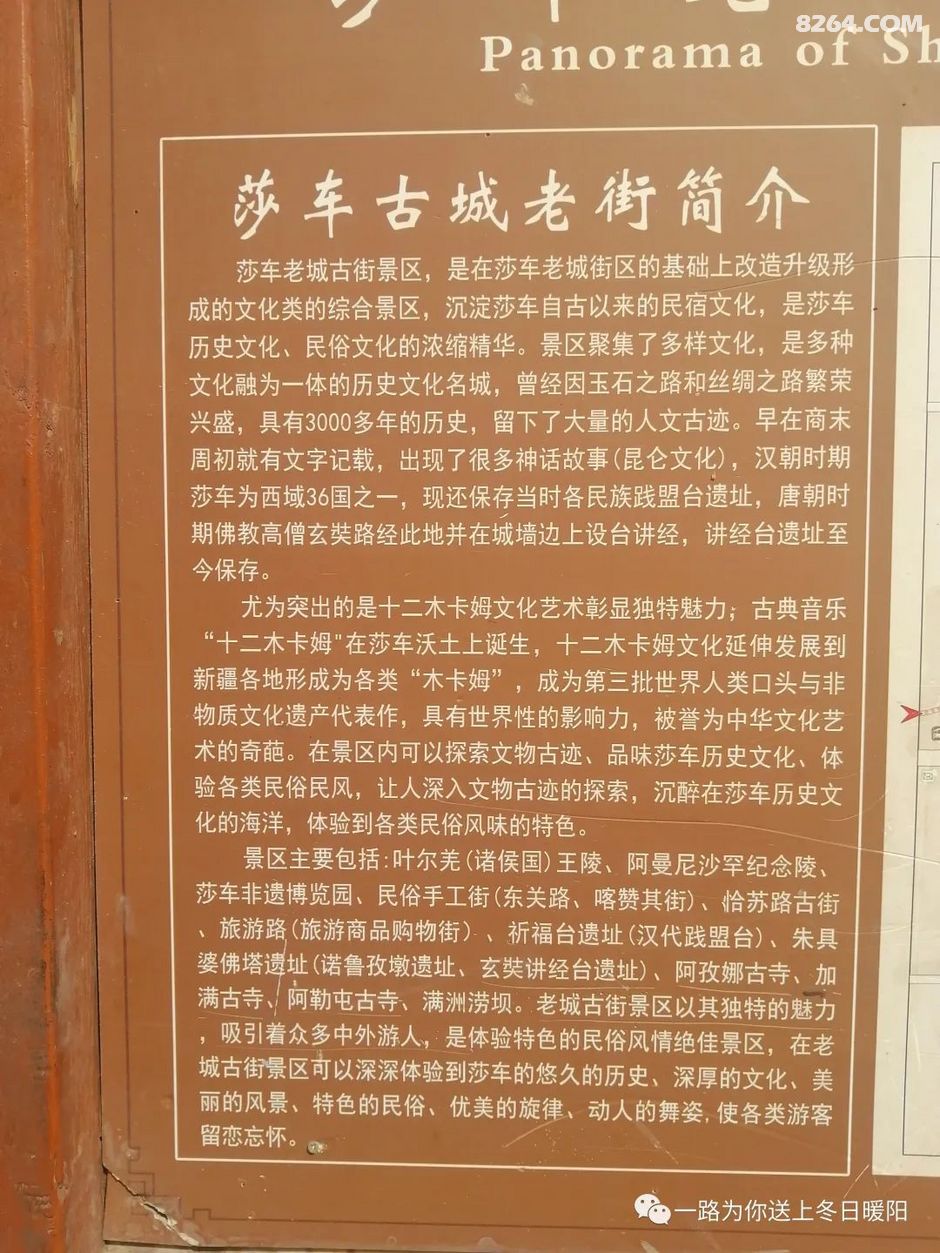 8264.COM
Panorama of Sh
莎车古城老街简介
莎车老城古街景区，是在莎车老城街区的基础上改造升级形
成的文化类的综合景区，沉淀莎车自古以来的民宿文化，是莎车
历史文化、民俗文化的浓缩精华。景区聚集了多样文化，是多种
文化融为一体的历史文化名城，曾经因玉石之路和丝绸之路繁荣
兴盛，具有3000多年的历史，留下了大量的人文古迹。早在商末
周初就有文字记载，出现了很多神话故事(昆仑文化)，汉朝时期
莎车为西域36国之一，现还保存当时各民族践盟台遗址，唐朝时
期佛教高僧玄奘路经此地并在城墙边上设台讲经，讲经台遗址至
今保存。
尤为突出的是十二木卡姆文化艺术彰显独特魅力；古典音乐
“十二木卡姆"在莎车沃土上诞生，十二木卡姆文化延伸发展到
新疆各地形成为各类“木卡姆”，成为第三批世界人类口头与非
物质文化遗产代表作，具有世界性的影响力，被誉为中华文化艺
术的奇葩。在景区内可以探索文物古迹、品味莎车历史文化、体
验各类民俗民风，让人深入文物古迹的探索，沉醉在莎车历史文
化的海洋，体验到各类民俗风味的特色。
景区主要包括:叶尔羌(诸侯国)王陵、阿曼尼沙罕纪念陵、
莎车非遗博览园、民俗手工街(东关路、喀赞其街)、恰苏路古街
、旅游路(旅游商品购物街)、祈福台遗址(汉代践盟台)、朱具
婆佛塔遗址(诺鲁孜墩遗址、玄奘讲经台遗址)、阿孜娜古寺、加
满古寺、阿勒屯古寺、满洲涝坝。老城古街景区以其独特的魅力
，吸引着众多中外游人，是体验特色的民俗风情绝佳景区，在老
城古街景区可以深深体验到莎车的悠久的历史、深厚的文化、美
丽的风景、特色的民俗、优美的旋律、动人的舞姿,使各类游客
留恋忘怀。
一路为你送上冬日暖阳